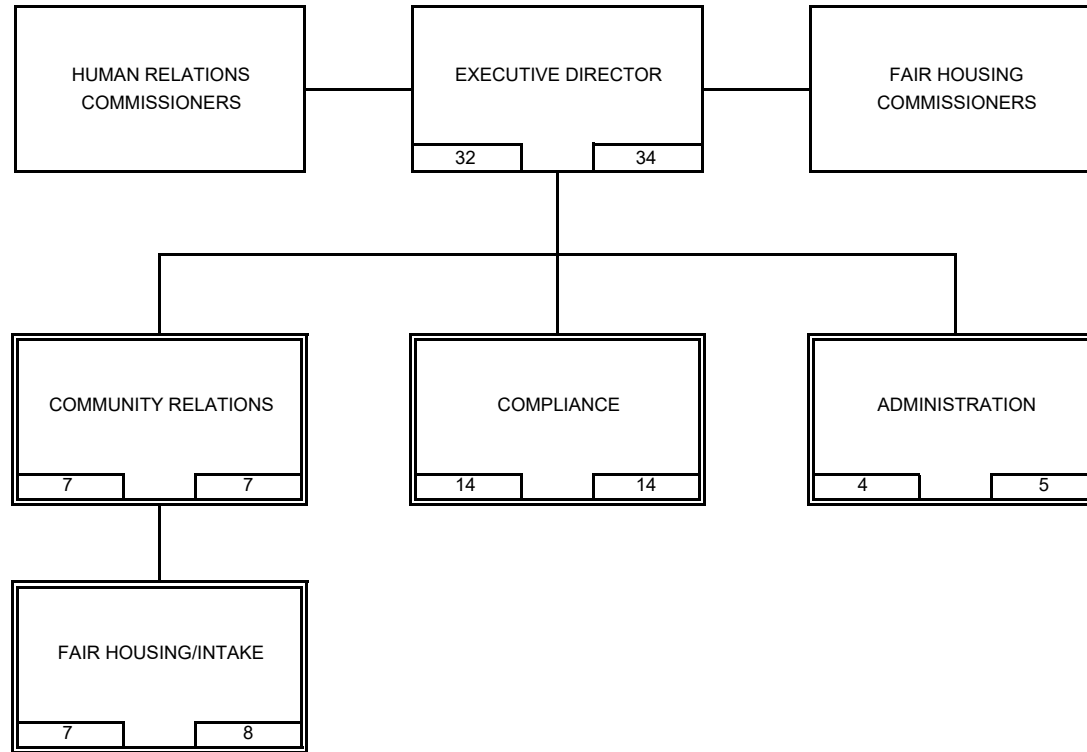 HUMAN RELATIONS
COMMISSIONERS
EXECUTIVE DIRECTOR
32 34
FAIR HOUSING
COMMISSIONERS
COMMUNITY RELATIONS
7 7
COMPLIANCE
14 14
ADMINISTRATION
4 5
FAIR HOUSING/INTAKE
7 8